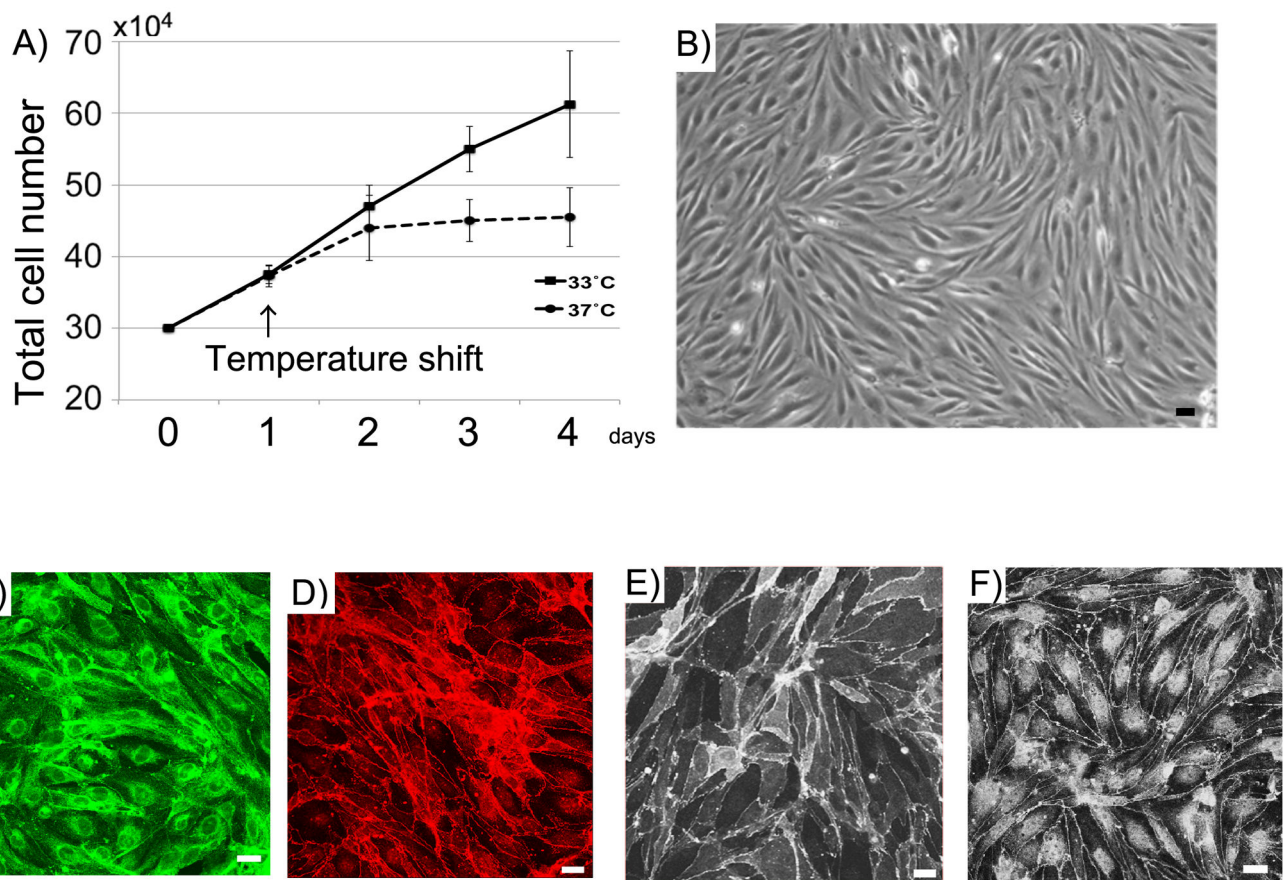 A)
x10⁴
70
60
50
40
30
20
Total cell number
33°C
37°C
Temperature shift
0 1 2 3 4 days
B)
)
D)
E)
F)